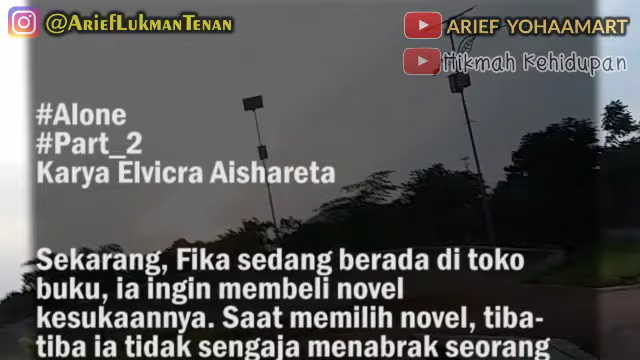 @AriefLukmanTenan
ARIEF YOHAAMART
Hikmah Kehidupan
#Alone
#Part_2
Karya Elvicra Aishareta
Sekarang, Fika sedang berada di toko
buku, ia ingin membeli novel
kesukaannya. Saat memilih novel, tiba-
tiba ia tidak sengaja menabrak seorang